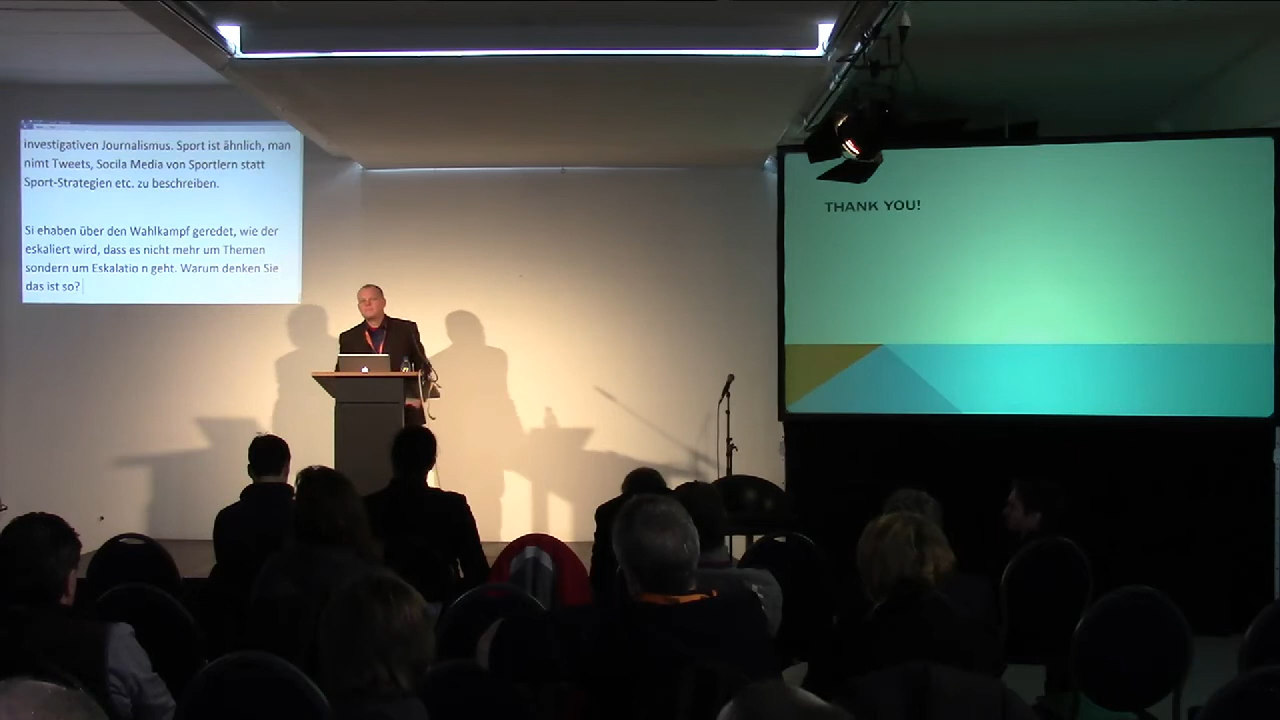 investigativen Journalismus. Sport ist ähnlich, man
nimt Tweets, Socila Media von Sportlern statt
Sport-Strategien etc. zu beschreiben.
Si ehaben über den Wahlkampf geredet, wie der
eskaliert wird, dass es nicht mehr um Themen
sondern um Eskalatio n geht. Warum denken Sie
das ist so?
THANK YOU!